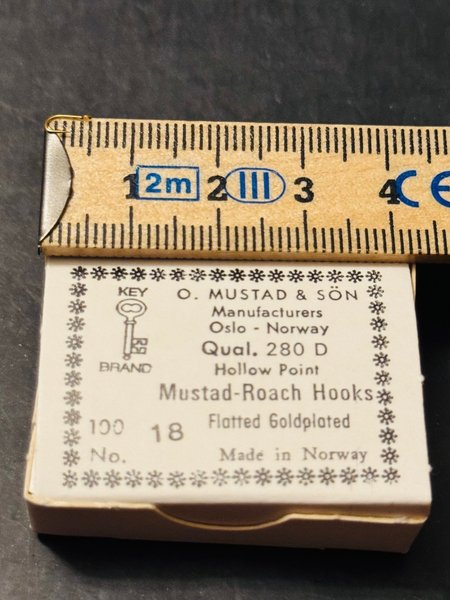 1 2m 2 III 3 4 CE
KEY
BRAND
O. MUSTAD & SÖN
Manufacturers
Oslo - Norway
Qual. 280 D
Hollow Point
Mustad-Roach Hooks
100 18 Flatted Goldplated
No. Made in Norway